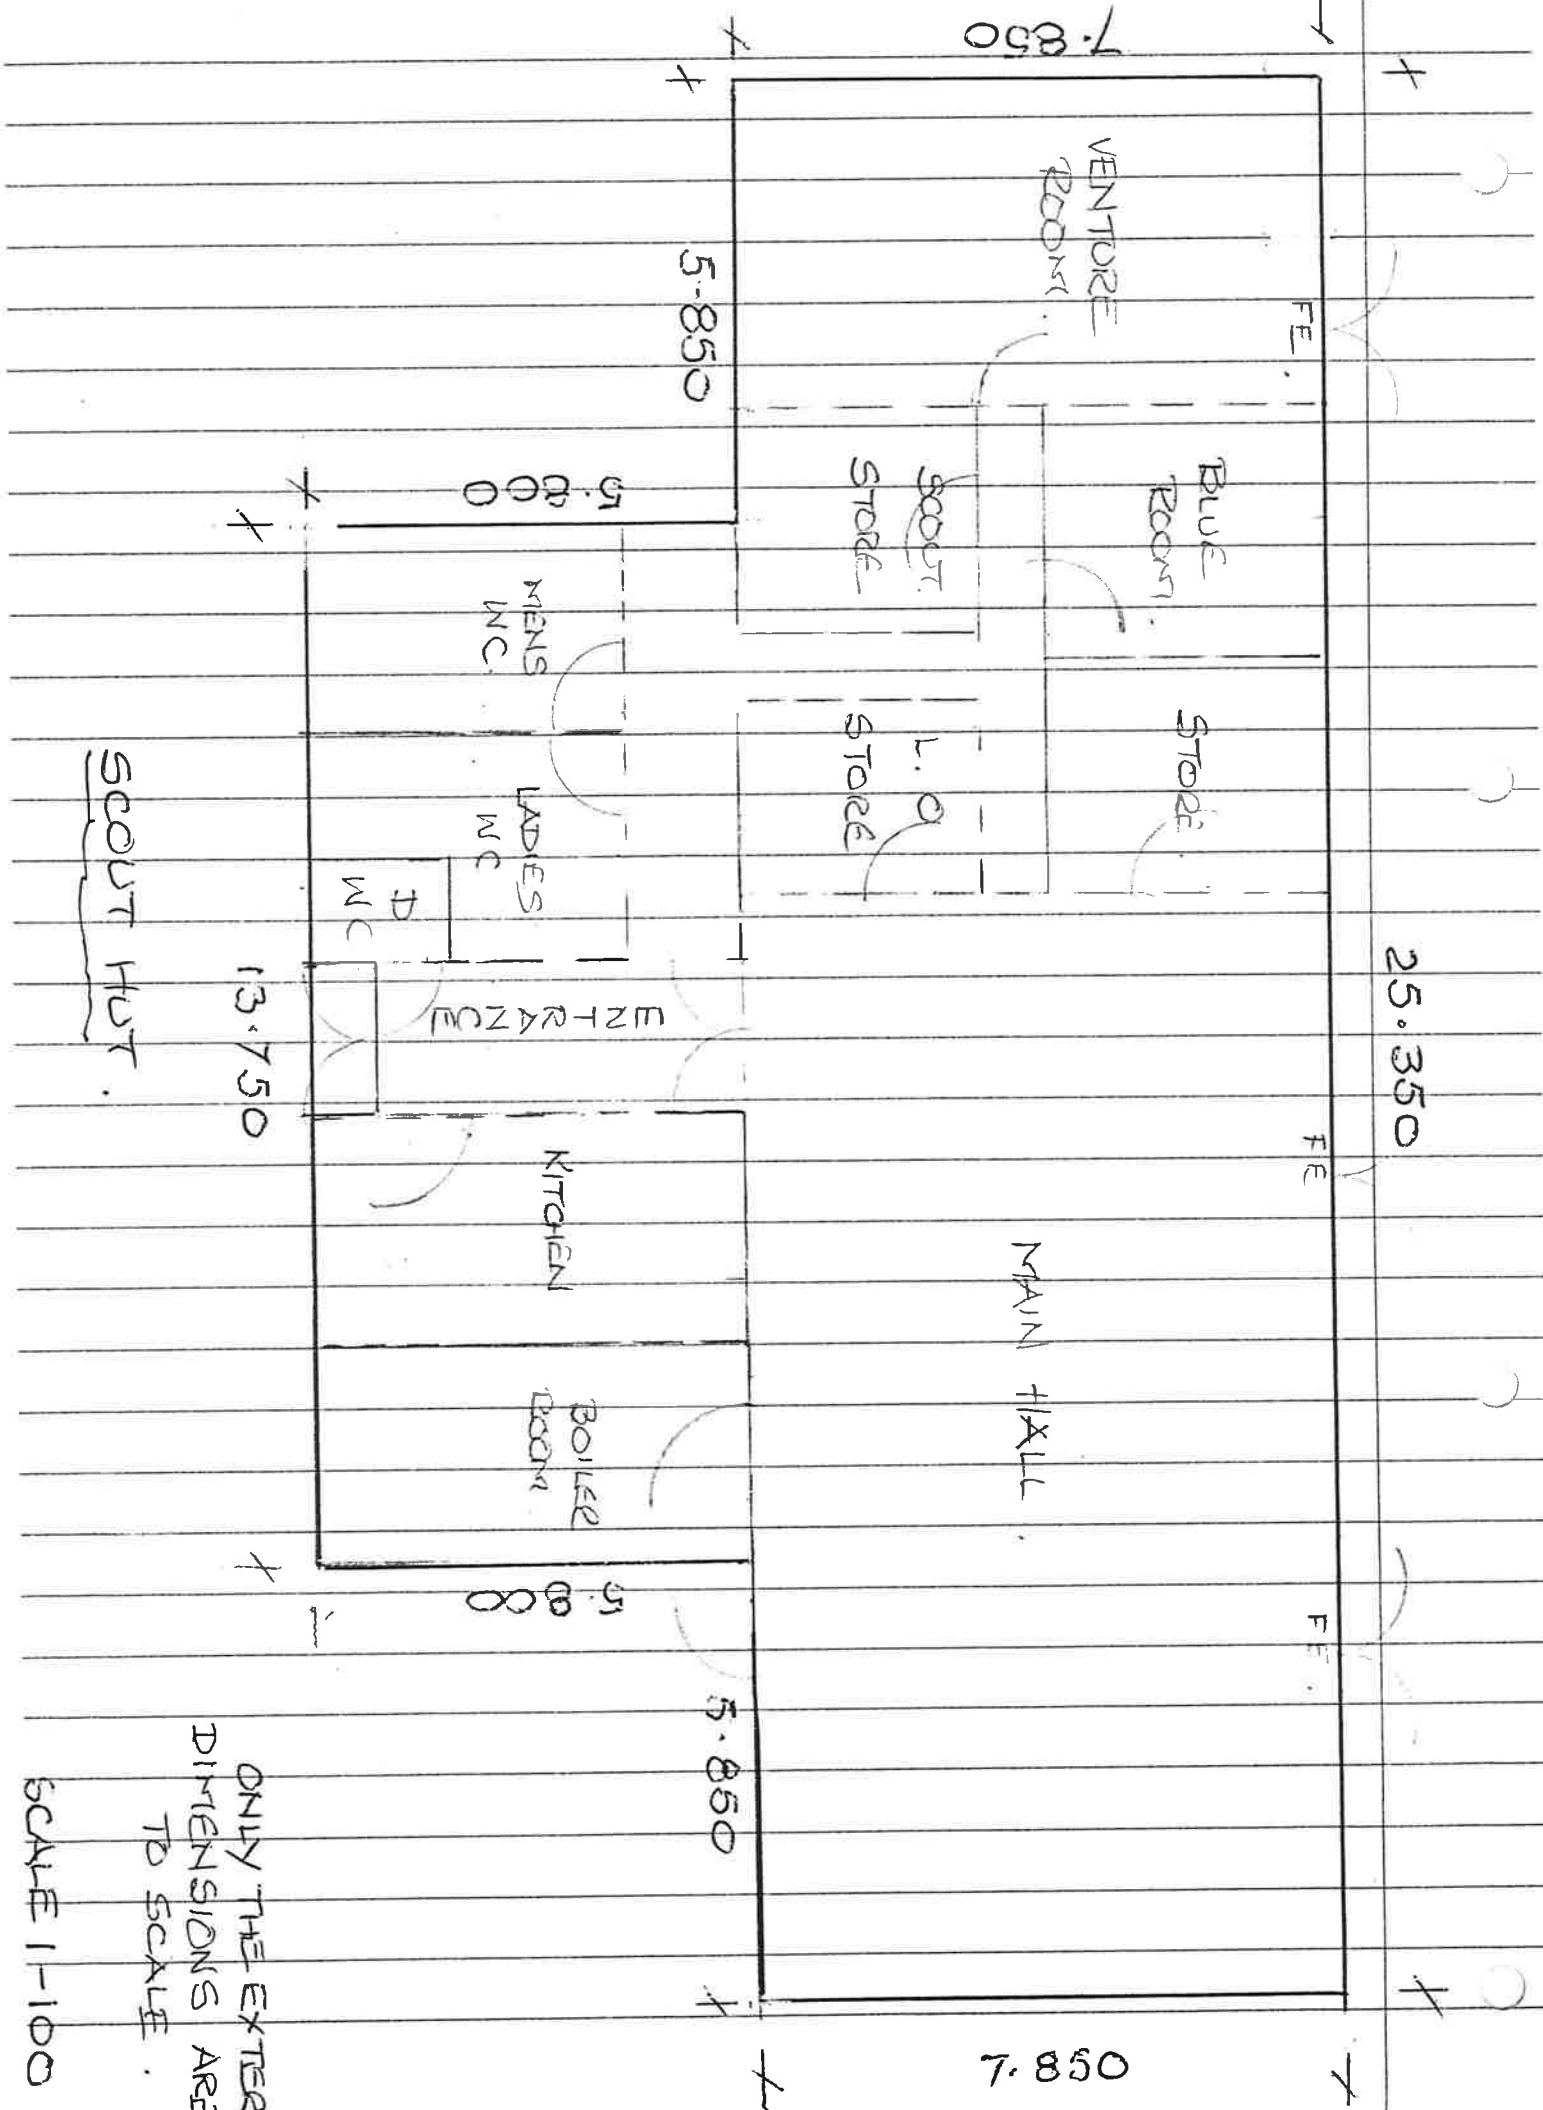 25.350
7.850
VENTORE
ROOM.
FE.
BLUE
ROOM.
STORE
FE
FE.
MAIN HALL.
7.850
SCOUT
STORE
L.O
STORE
5.850
5.850
5.800
MENS
WC.
LADIES
WC
D
WC
ENTRANCE
KITCHEN
BOILER
ROOM
5.800
13.750
SCOUT HUT.
ONLY THE EXTER
DIMENSIONS ARE
TO SCALE.
SCALE 1-100